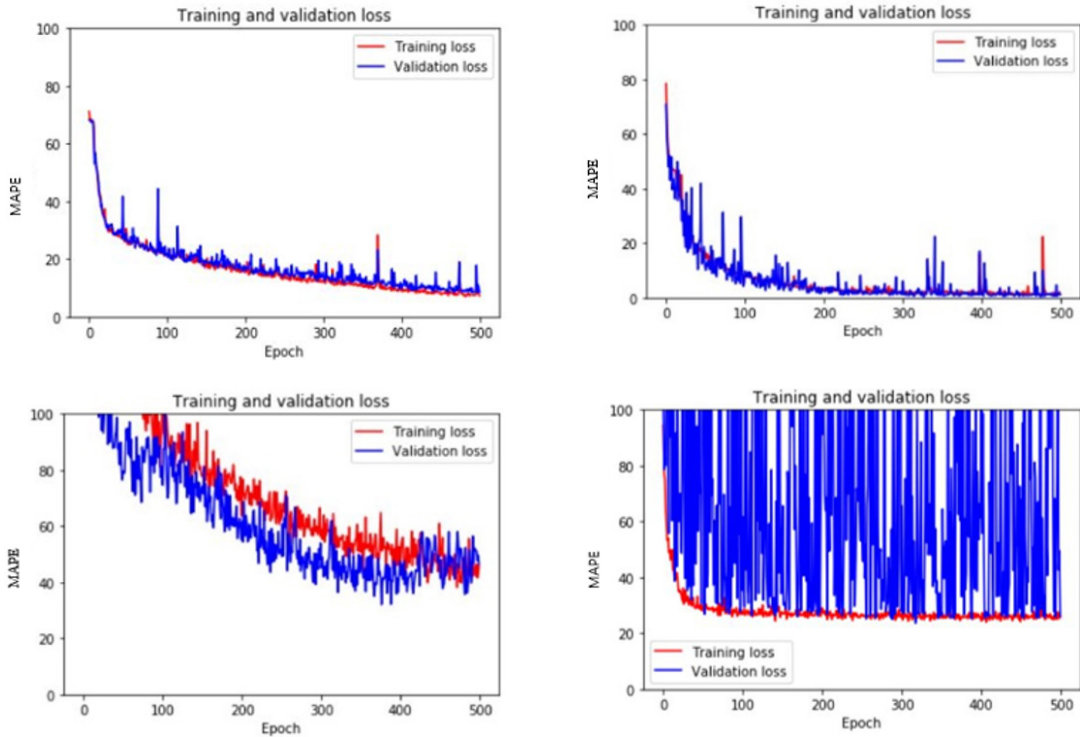 Training and validation loss
100
80
60
40
20
0
MAPE
Training loss
Validation loss
0 100 200 300 400 500
Epoch
Training and validation loss
100
80
60
40
20
0
MAPE
Training loss
Validation loss
0 100 200 300 400 500
Epoch
Training and validation loss
100
80
60
40
20
0
MAPE
Training loss
Validation loss
0 100 200 300 400 500
Epoch
Training and validation loss
100
80
60
40
20
0
MAPE
Training loss
Validation loss
0 100 200 300 400 500
Epoch